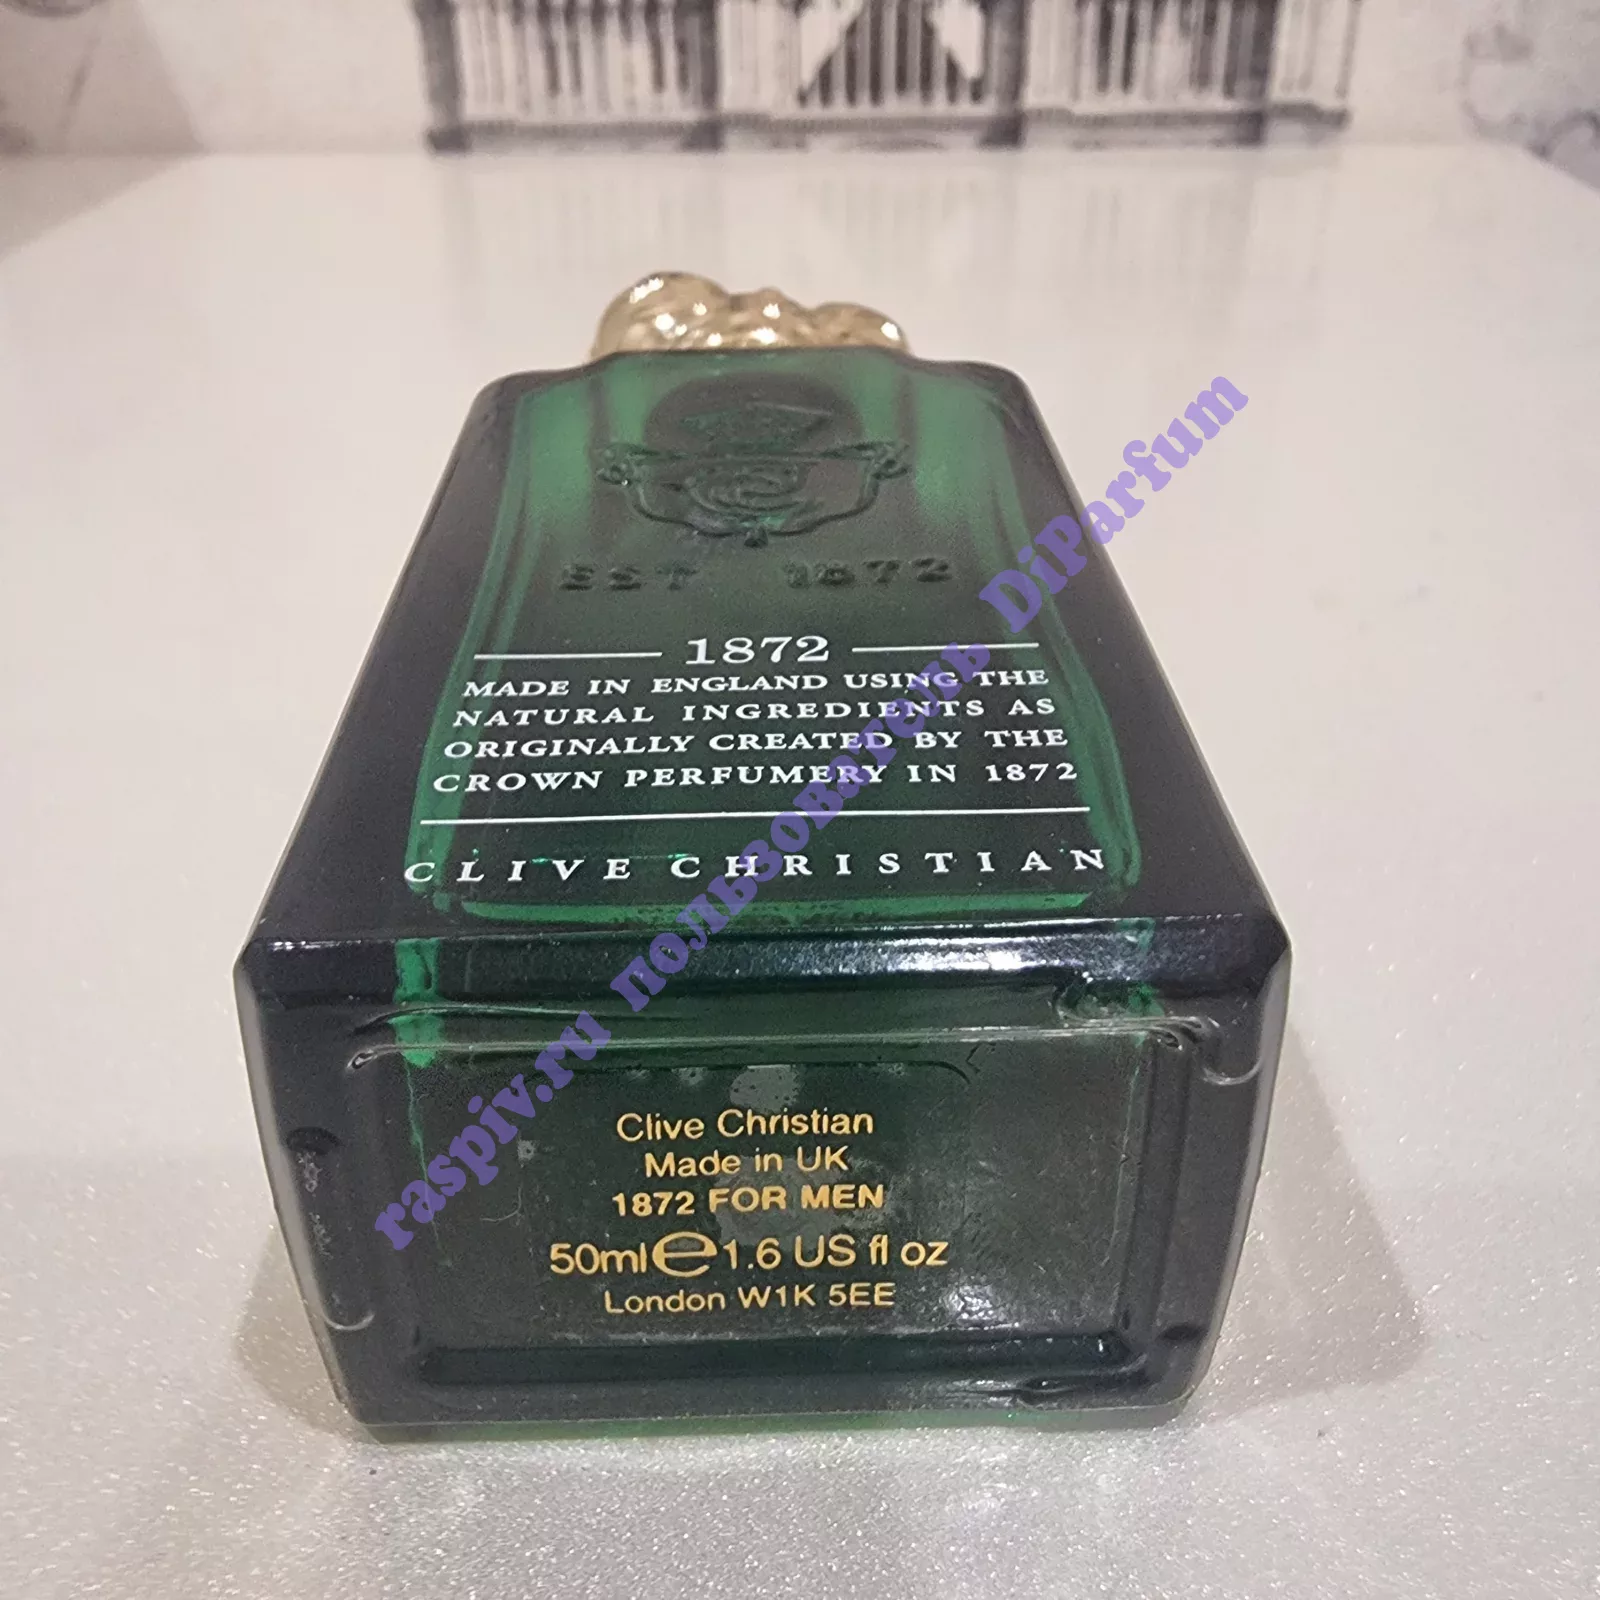 EST 1872
1872
MADE IN ENGLAND USING THE
NATURAL INGREDIENTS AS
ORIGINALLY CREATED BY THE
CROWN PERFUMERY IN 1872
CLIVE CHRISTIAN
Clive Christian
Made in UK
1872 FOR MEN
50ml e 1.6 US fl oz
London W1K 5EE
raspiv.ru пользователь DiParfum